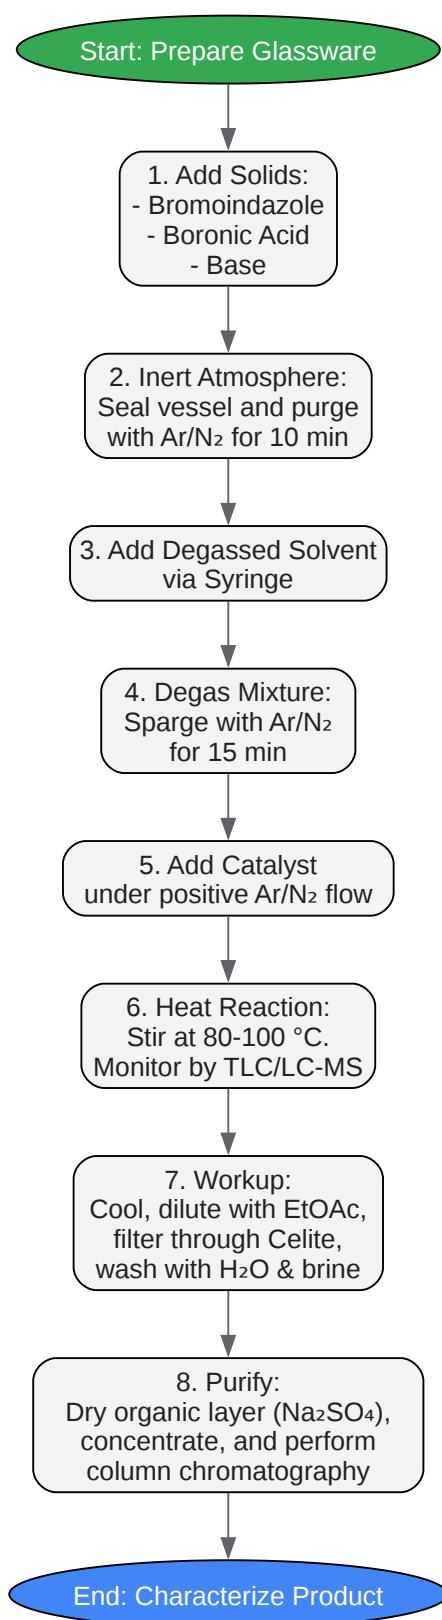 Start: Prepare Glassware
1. Add Solids:
- Bromoindazole
- Boronic Acid
- Base
2. Inert Atmosphere:
Seal vessel and purge
with Ar/N₂ for 10 min
3. Add Degassed Solvent
via Syringe
4. Degas Mixture:
Sparge with Ar/N₂
for 15 min
5. Add Catalyst
under positive Ar/N₂ flow
6. Heat Reaction:
Stir at 80-100 °C.
Monitor by TLC/LC-MS
7. Workup:
Cool, dilute with EtOAc,
filter through Celite,
wash with H₂O & brine
8. Purify:
Dry organic layer (Na₂SO₄),
concentrate, and perform
column chromatography
End: Characterize Product